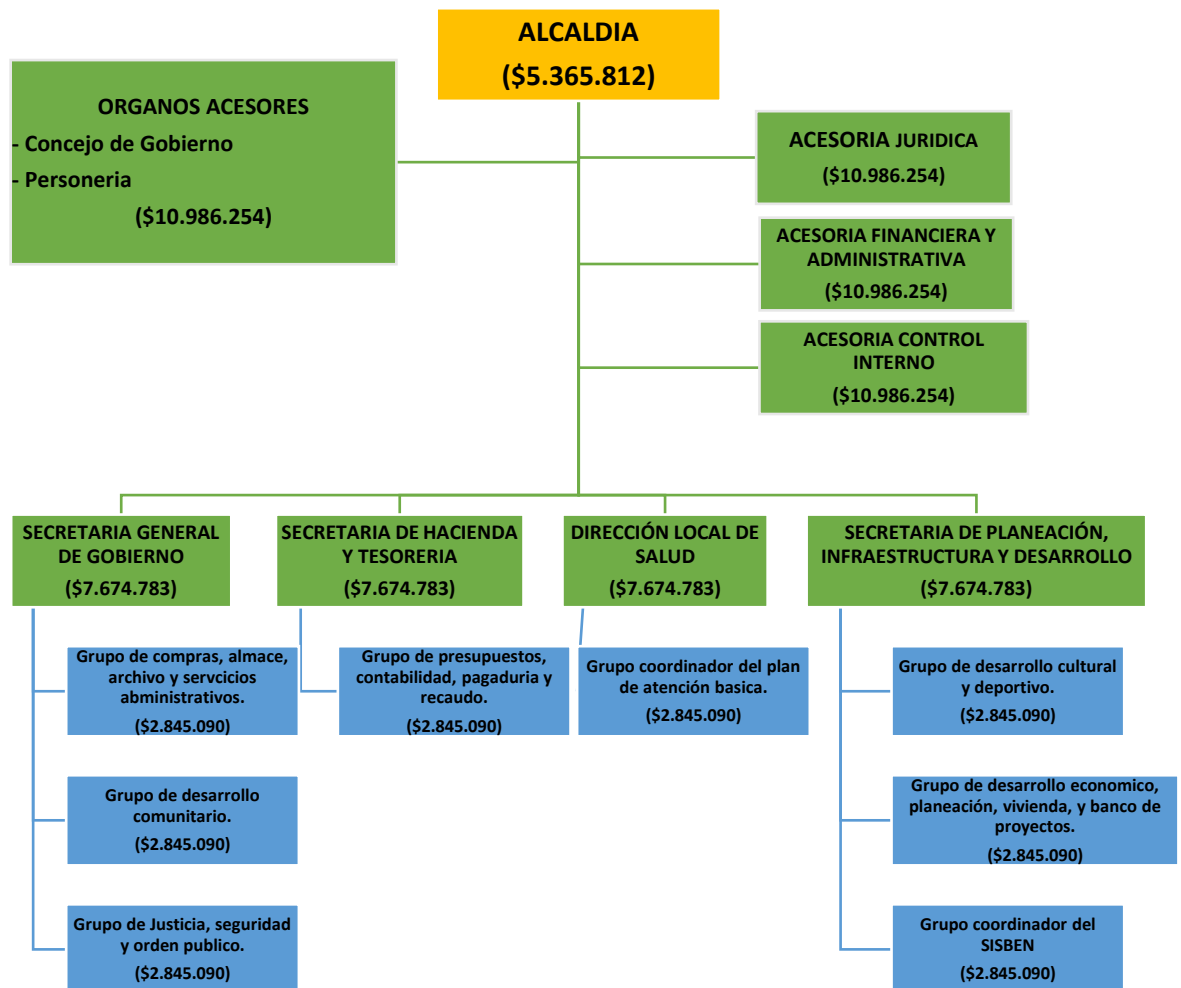 ALCALDIA
($5.365.812)
ORGANOS ACESORES
- Concejo de Gobierno
- Personeria
($10.986.254)
ACESORIA JURIDICA
($10.986.254)
ACESORIA FINANCIERA Y
ADMINISTRATIVA
($10.986.254)
ACESORIA CONTROL
INTERNO
($10.986.254)
SECRETARIA GENERAL
DE GOBIERNO
($7.674.783)
SECRETARIA DE HACIENDA
Y TESORERIA
($7.674.783)
DIRECCIÓN LOCAL DE
SALUD
($7.674.783)
SECRETARIA DE PLANEACIÓN,
INFRAESTRUCTURA Y DESARROLLO
($7.674.783)
Grupo de compras, almace,
archivo y servcicios
abministrativos.
($2.845.090)
Grupo de presupuestos,
contabilidad, pagaduria y
recaudo.
($2.845.090)
Grupo coordinador del plan
de atención basica.
($2.845.090)
Grupo de desarrollo cultural
y deportivo.
($2.845.090)
Grupo de desarrollo
comunitario.
($2.845.090)
Grupo de desarrollo economico,
planeación, vivienda, y banco de
proyectos.
($2.845.090)
Grupo de Justicia, seguridad
y orden publico.
($2.845.090)
Grupo coordinador del
SISBEN
($2.845.090)